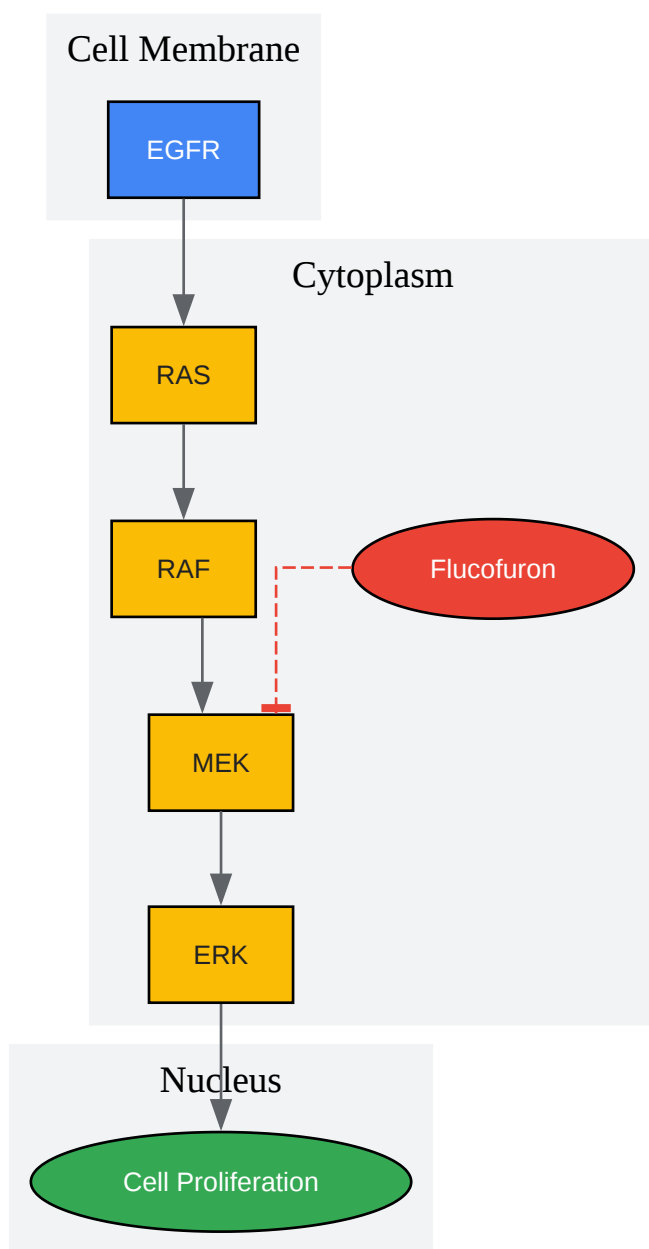 Cell Membrane
EGFR
Cytoplasm
RAS
RAF
Flucofuron
MEK
ERK
Nucleus
Cell Proliferation